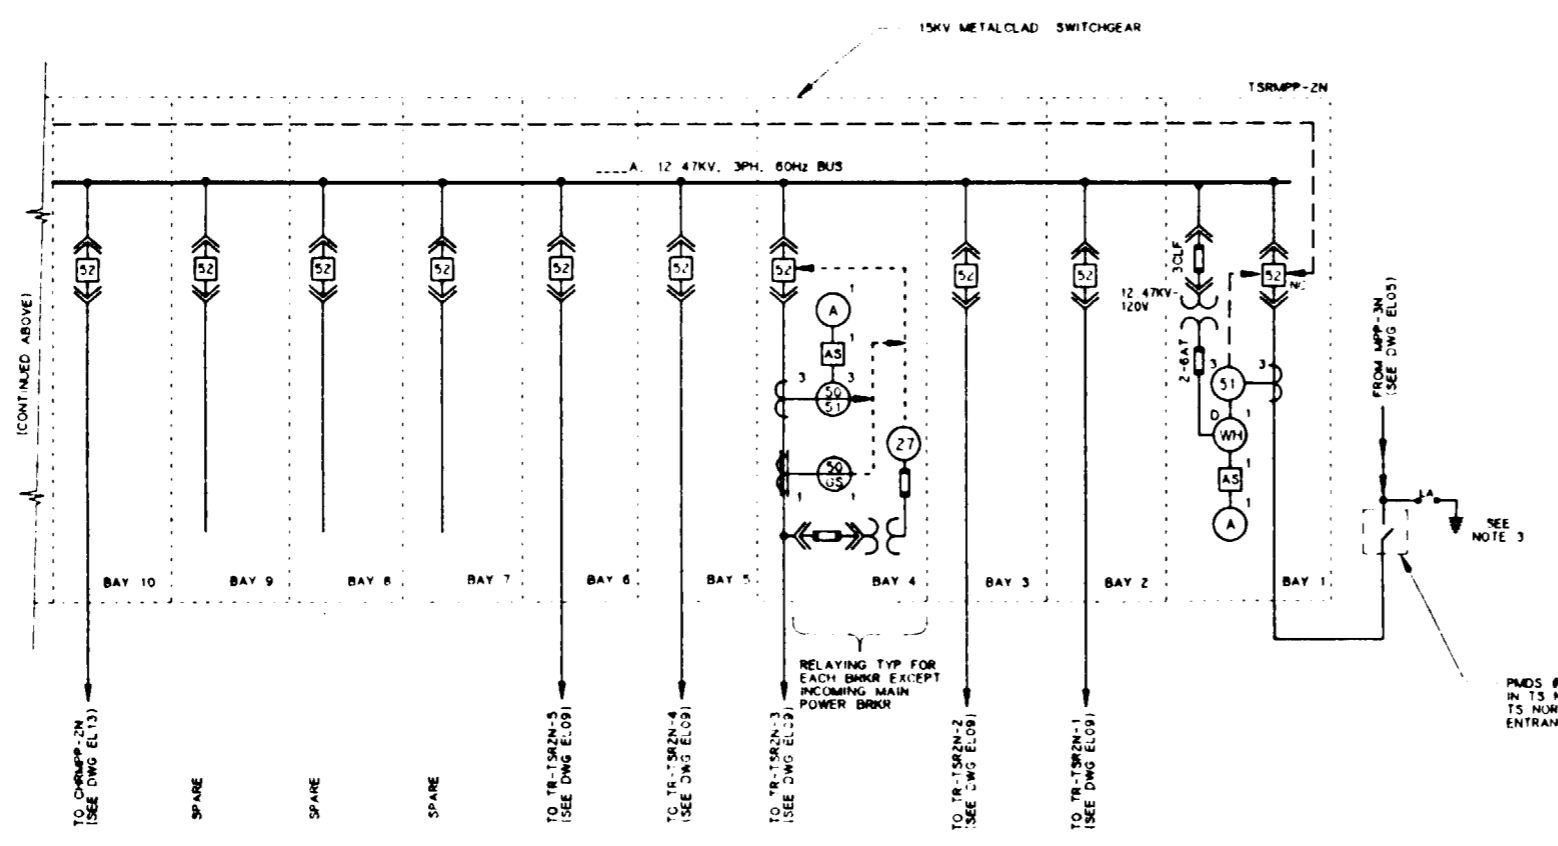 15KV METALCLAD SWITCHGEAR
TSRMPP-2N
____A, 12 47KV, 3PH, 60Hz BUS
(CONTINUED ABOVE)
52
52
52
52
52
52
52
52
52
52
NC
3CLF
12 47KV-
120V
2-6AT
A
1
AS
1
3
3
50
51
27
50
GS
1
1
3
51
3
D
WH
1
AS
1
A
1
FROM MPP-3N
(SEE DWG EL05)
LA
SEE
NOTE 3
BAY 10
BAY 9
BAY 8
BAY 7
BAY 6
BAY 5
BAY 4
BAY 3
BAY 2
BAY 1
RELAYING TYP FOR
EACH BRKR EXCEPT
INCOMING MAIN
POWER BRKR
PMDS
IN TS
TS NOR
ENTRAN
TO CHRMPP-2N
(SEE DWG EL13)
SPARE
SPARE
SPARE
TO TR-TSR2N-5
(SEE DWG EL09)
TO TR-TSR2N-4
(SEE DWG EL09)
TO TR-TSR2N-3
(SEE DWG EL09)
TO TR-TSR2N-2
(SEE DWG EL09)
TO TR-TSR2N-1
(SEE DWG EL09)